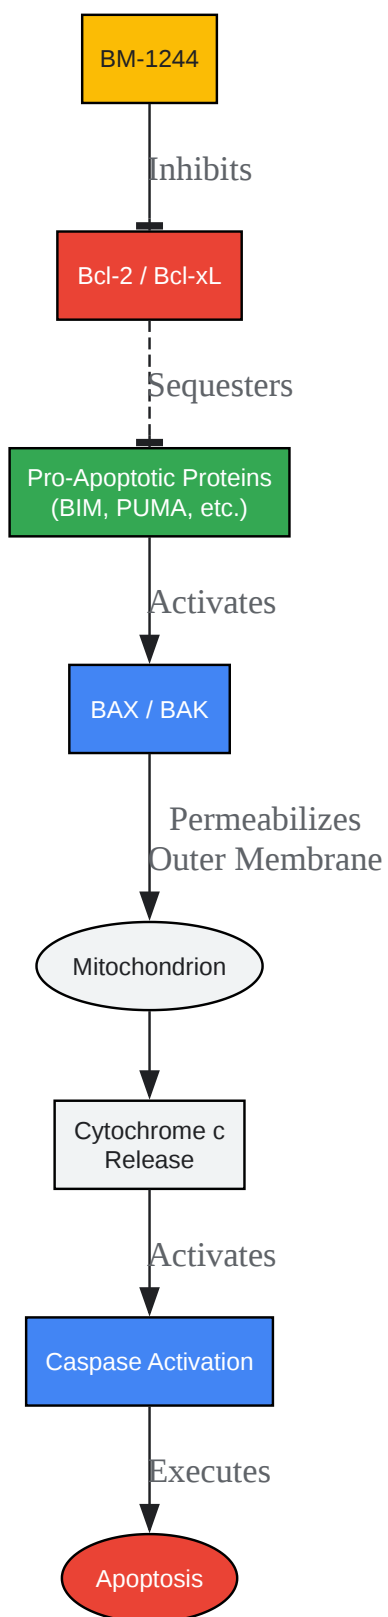 BM-1244
Inhibits
Bcl-2 / Bcl-xL
Sequesters
Pro-Apoptotic Proteins
(BIM, PUMA, etc.)
Activates
BAX / BAK
Permeabilizes
Outer Membrane
Mitochondrion
Cytochrome c
Release
Activates
Caspase Activation
Executes
Apoptosis